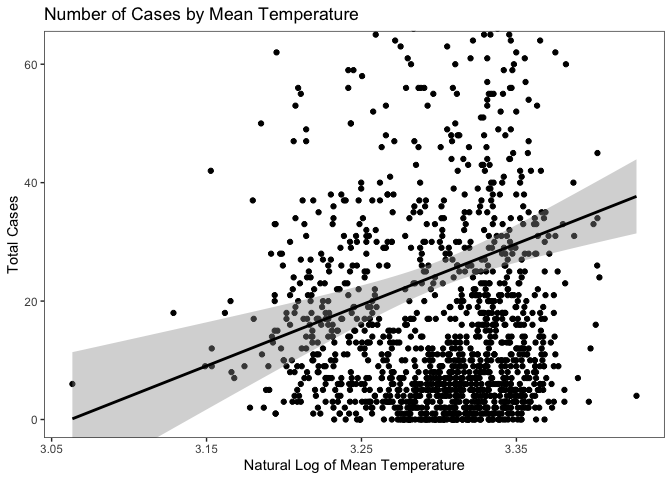 Number of Cases by Mean Temperature
60
40
20
0
Total Cases
3.05 3.15 3.25 3.35
Natural Log of Mean Temperature